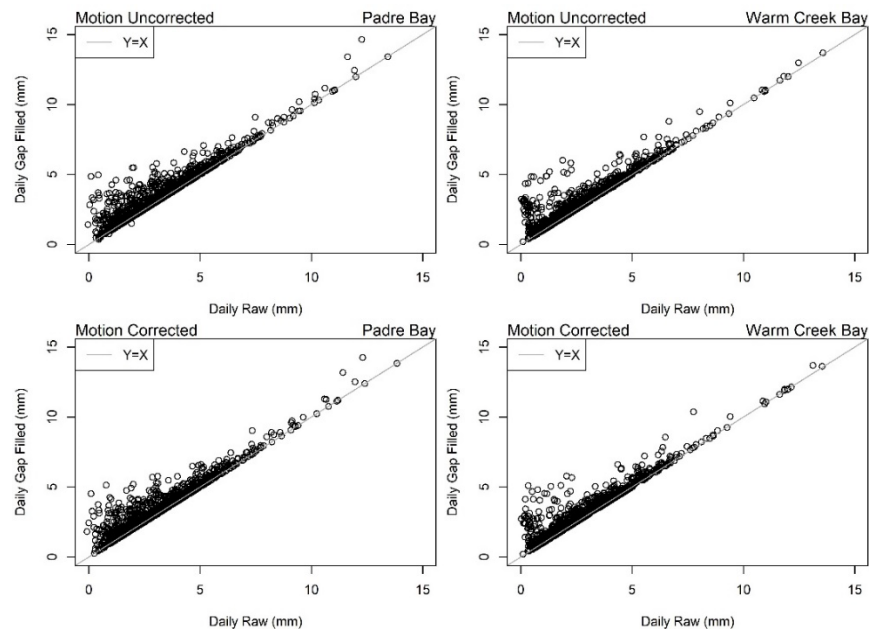 Motion Uncorrected Padre Bay
Y=X
15
10
5
0
Daily Gap Filled (mm)
0 5 10 15
Daily Raw (mm)
Motion Uncorrected Warm Creek Bay
Y=X
15
10
5
0
Daily Gap Filled (mm)
0 5 10 15
Daily Raw (mm)
Motion Corrected Padre Bay
Y=X
15
10
5
0
Daily Gap Filled (mm)
0 5 10 15
Daily Raw (mm)
Motion Corrected Warm Creek Bay
Y=X
15
10
5
0
Daily Gap Filled (mm)
0 5 10 15
Daily Raw (mm)